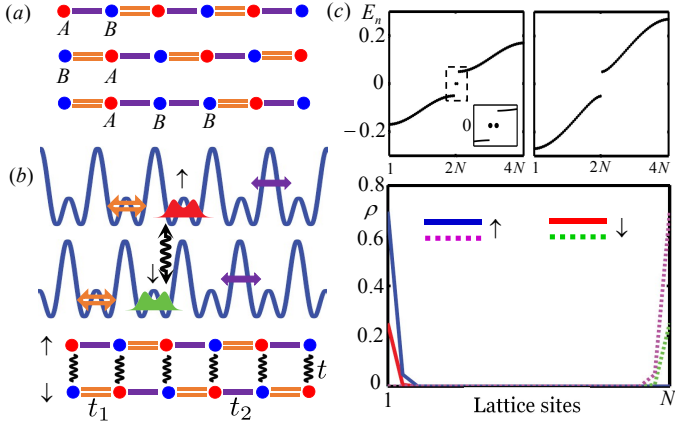 (a)
A B
B A
A B B
(b)
↑
↓
↑ t
↓
t₁ t₂
(c) Eₙ
0.2
0
−0.2
0
1 2N 4N 1 2N 4N
0.8
ρ
0.6
0.4
0.2
0
↑ ↓
1 Lattice sites N